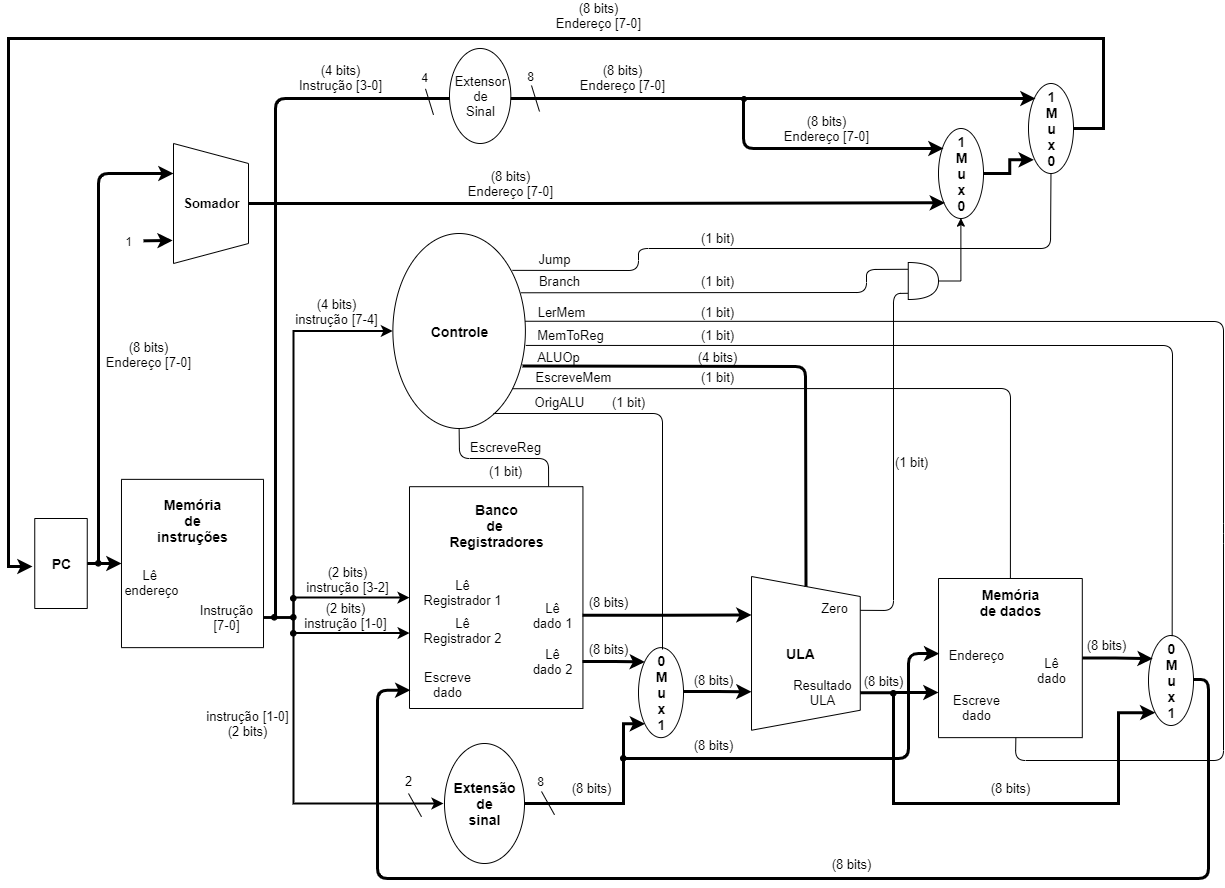 (8 bits)
Endereço [7-0]
(4 bits)
Instrução [3-0]
4
Extensor
de
Sinal
8
(8 bits)
Endereço [7-0]
(8 bits)
Endereço [7-0]
1
M
u
x
0
1
M
u
x
0
Somador
1
(8 bits)
Endereço [7-0]
(8 bits)
Endereço [7-0]
(4 bits)
instrução [7-4]
Controle
Jump
(1 bit)
Branch
(1 bit)
LerMem
(1 bit)
MemToReg
(1 bit)
ALUOp
(4 bits)
EscreveMem
(1 bit)
OrigALU
(1 bit)
EscreveReg
(1 bit)
(1 bit)
PC
Memória
de
instruções
Lê
endereço
Instrução
[7-0]
(2 bits)
instrução [3-2]
(2 bits)
instrução [1-0]
instrução [1-0]
(2 bits)
Banco
de
Registradores
Lê
Registrador 1
Lê
Registrador 2
Escreve
dado
Lê
dado 1
Lê
dado 2
(8 bits)
(8 bits)
0
M
u
x
1
(8 bits)
Zero
ULA
Resultado
ULA
(8 bits)
Memória
de dados
Endereço
Escreve
dado
Lê
dado
(8 bits)
0
M
u
x
1
2
Extensão
de
sinal
8
(8 bits)
(8 bits)
(8 bits)
(8 bits)